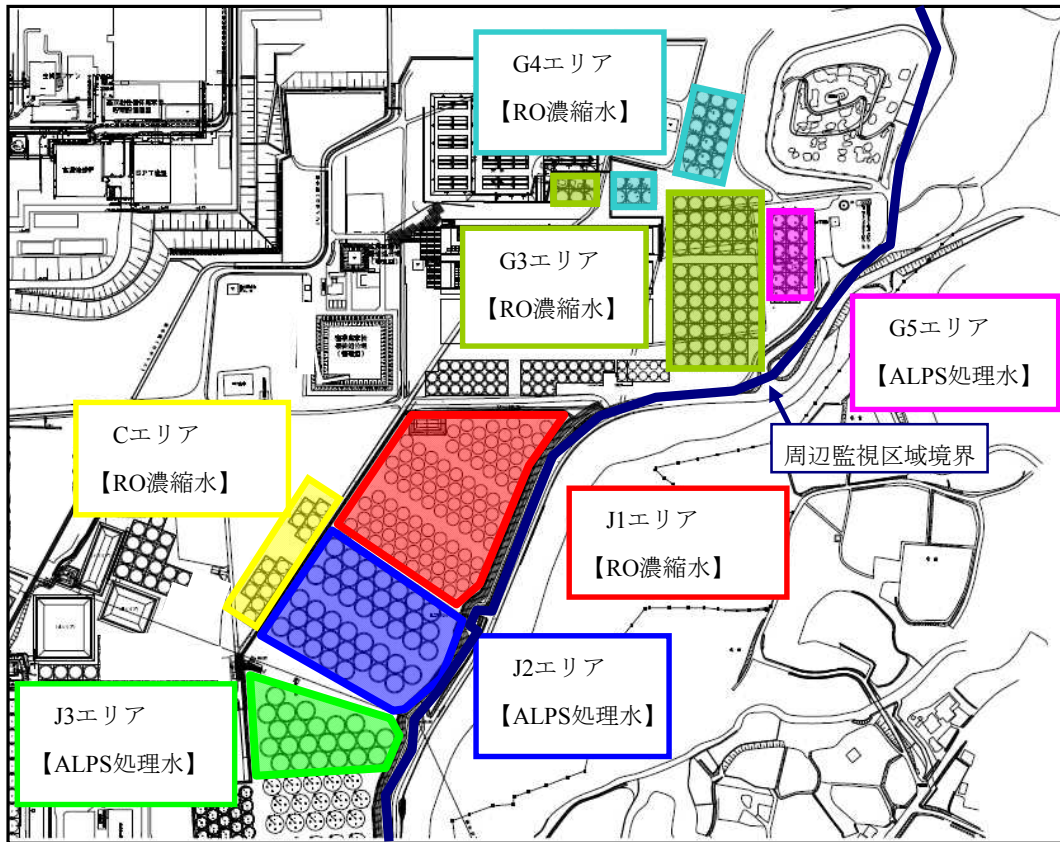 G4エリア
【RO濃縮水】
G3エリア
【RO濃縮水】
G5エリア
【ALPS処理水】
Cエリア
【RO濃縮水】
周辺監視区域境界
J1エリア
【RO濃縮水】
J2エリア
【ALPS処理水】
J3エリア
【ALPS処理水】